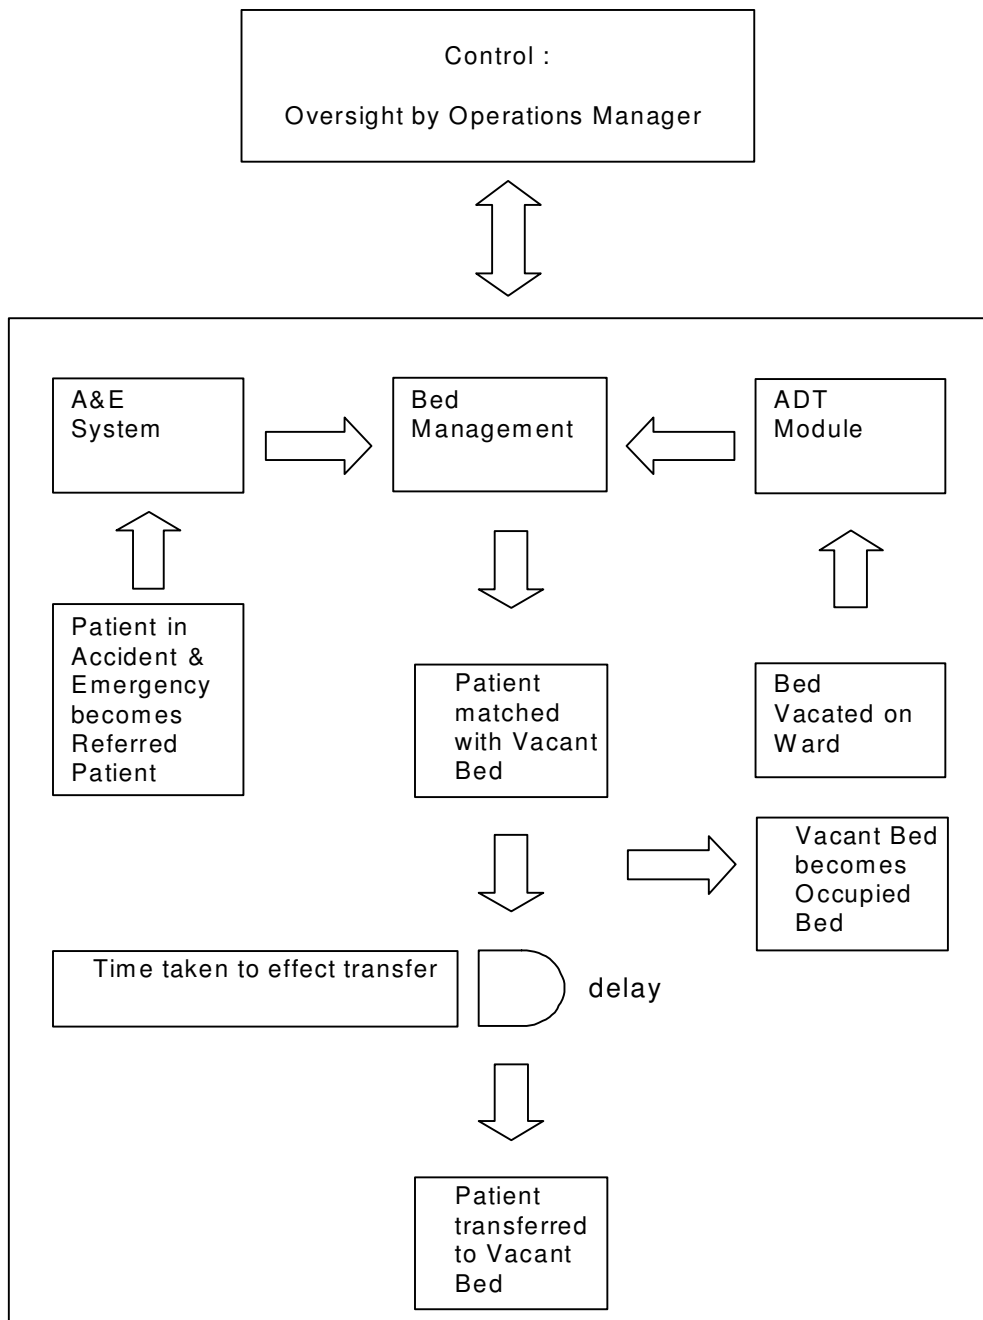 Control :
Oversight by Operations Manager
A&E
System
Bed
Management
ADT
Module
Patient in
Accident &
Emergency
becomes
Referred
Patient
Patient
matched
with Vacant
Bed
Bed
Vacated on
Ward
Vacant Bed
becomes
Occupied
Bed
Time taken to effect transfer
delay
Patient
transferred
to Vacant
Bed